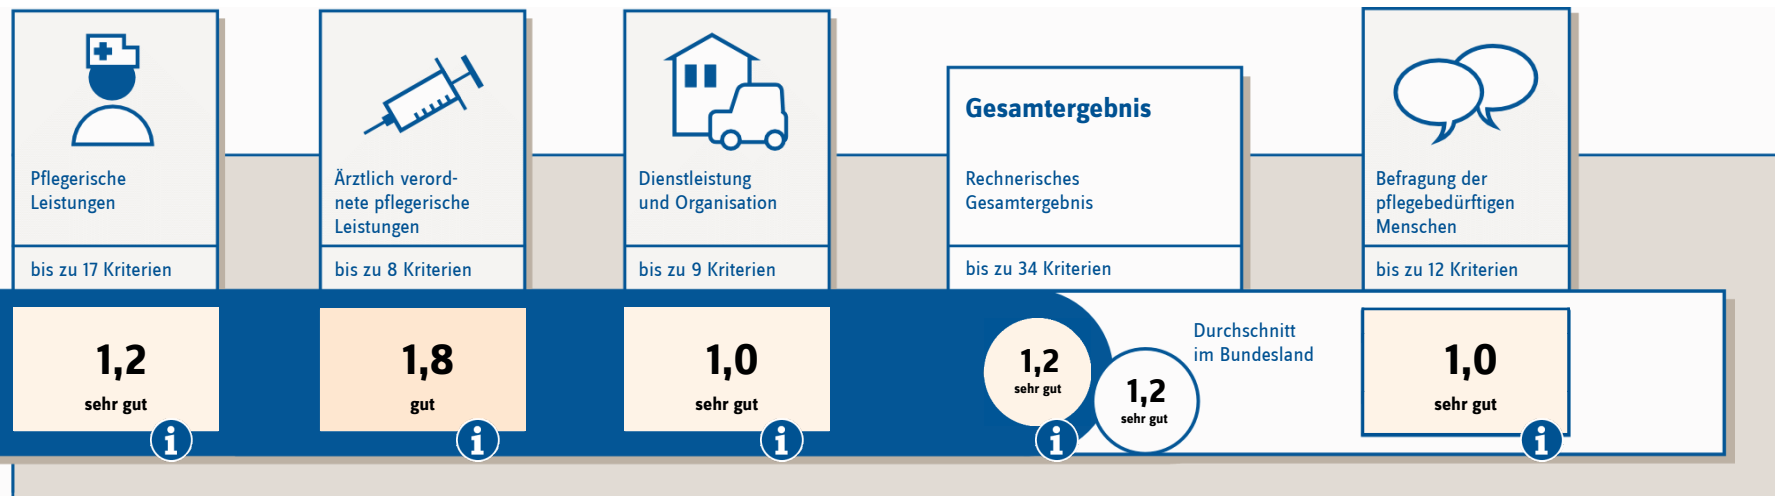 Pflegerische
Leistungen
bis zu 17 Kriterien
1,2
sehr gut
i
Ärztlich verord-
nete pflegerische
Leistungen
bis zu 8 Kriterien
1,8
gut
i
Dienstleistung
und Organisation
bis zu 9 Kriterien
1,0
sehr gut
i
Gesamtergebnis
Rechnerisches
Gesamtergebnis
bis zu 34 Kriterien
1,2
sehr gut
i
1,2
sehr gut
Durchschnitt
im Bundesland
Befragung der
pflegebedürftigen
Menschen
bis zu 12 Kriterien
1,0
sehr gut
i